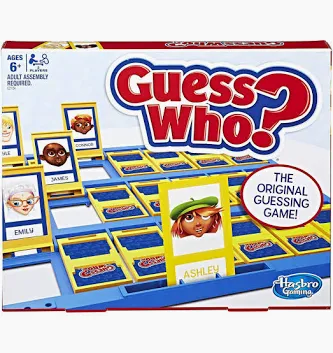 AGES
6+
2
PLAYERS
ADULT ASSEMBLY
REQUIRED.
Guess
Who?
THE
ORIGINAL
GUESSING
GAME!
CONNOR
JAMES
EMILY
ASHLEY
Hasbro
Gaming